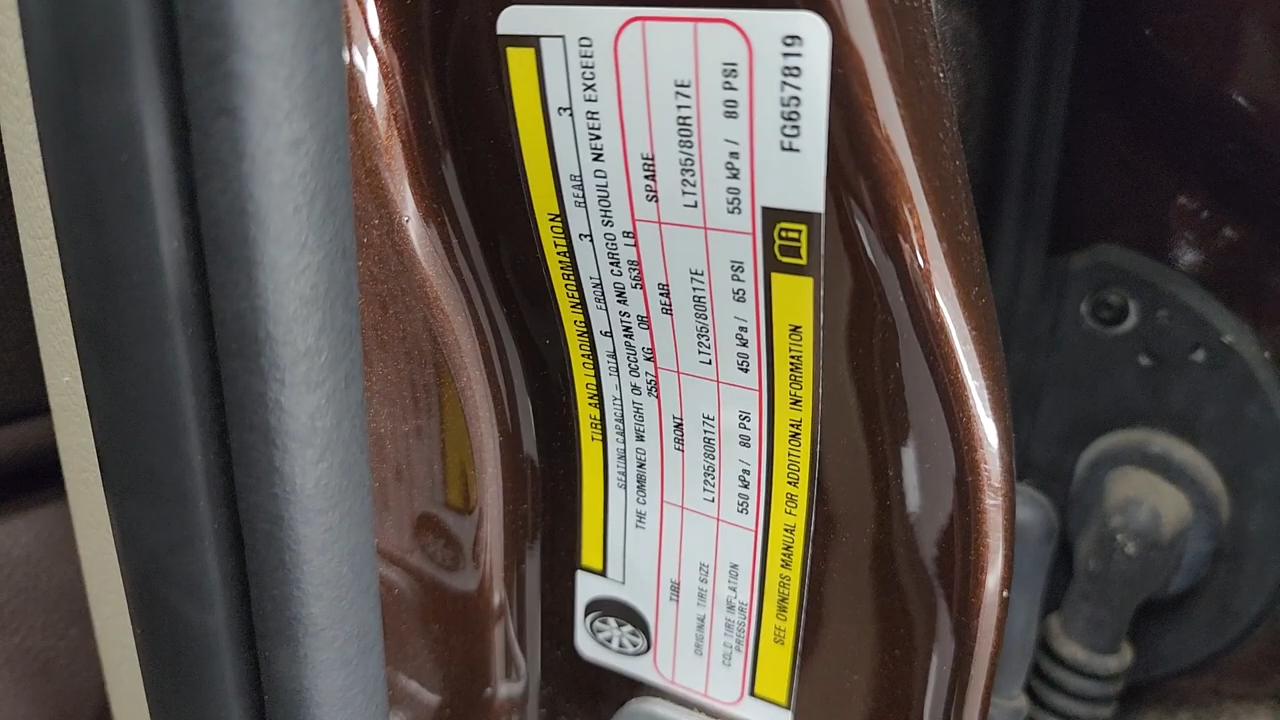 TIRE AND LOADING INFORMATION
SEATING CAPACITY – TOTAL 6 FRONT 3 REAR 3
THE COMBINED WEIGHT OF OCCUPANTS AND CARGO SHOULD NEVER EXCEED
2557 KG OR 5638 LB
TIRE FRONT REAR SPARE
ORIGINAL TIRE SIZE LT235/80R17E LT235/80R17E LT235/80R17E
COLD TIRE INFLATION PRESSURE 550 kPa/ 80 PSI 450 kPa/ 65 PSI 550 kPa/ 80 PSI
SEE OWNERS MANUAL FOR ADDITIONAL INFORMATION
FG657819